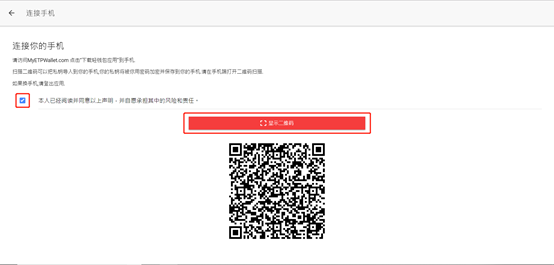 连接手机
连接你的手机
请访问MyETPWallet.com 点击"下载轻钱包应用"到手机.
扫描二维码可以把私钥导入到你的手机,你的私钥将被你用密码加密并保存到你的手机,请在手机端打开二维码扫描.
如果换手机,请登出应用.
本人已经阅读并同意以上声明，并自愿承担其中的风险和责任。
显示二维码